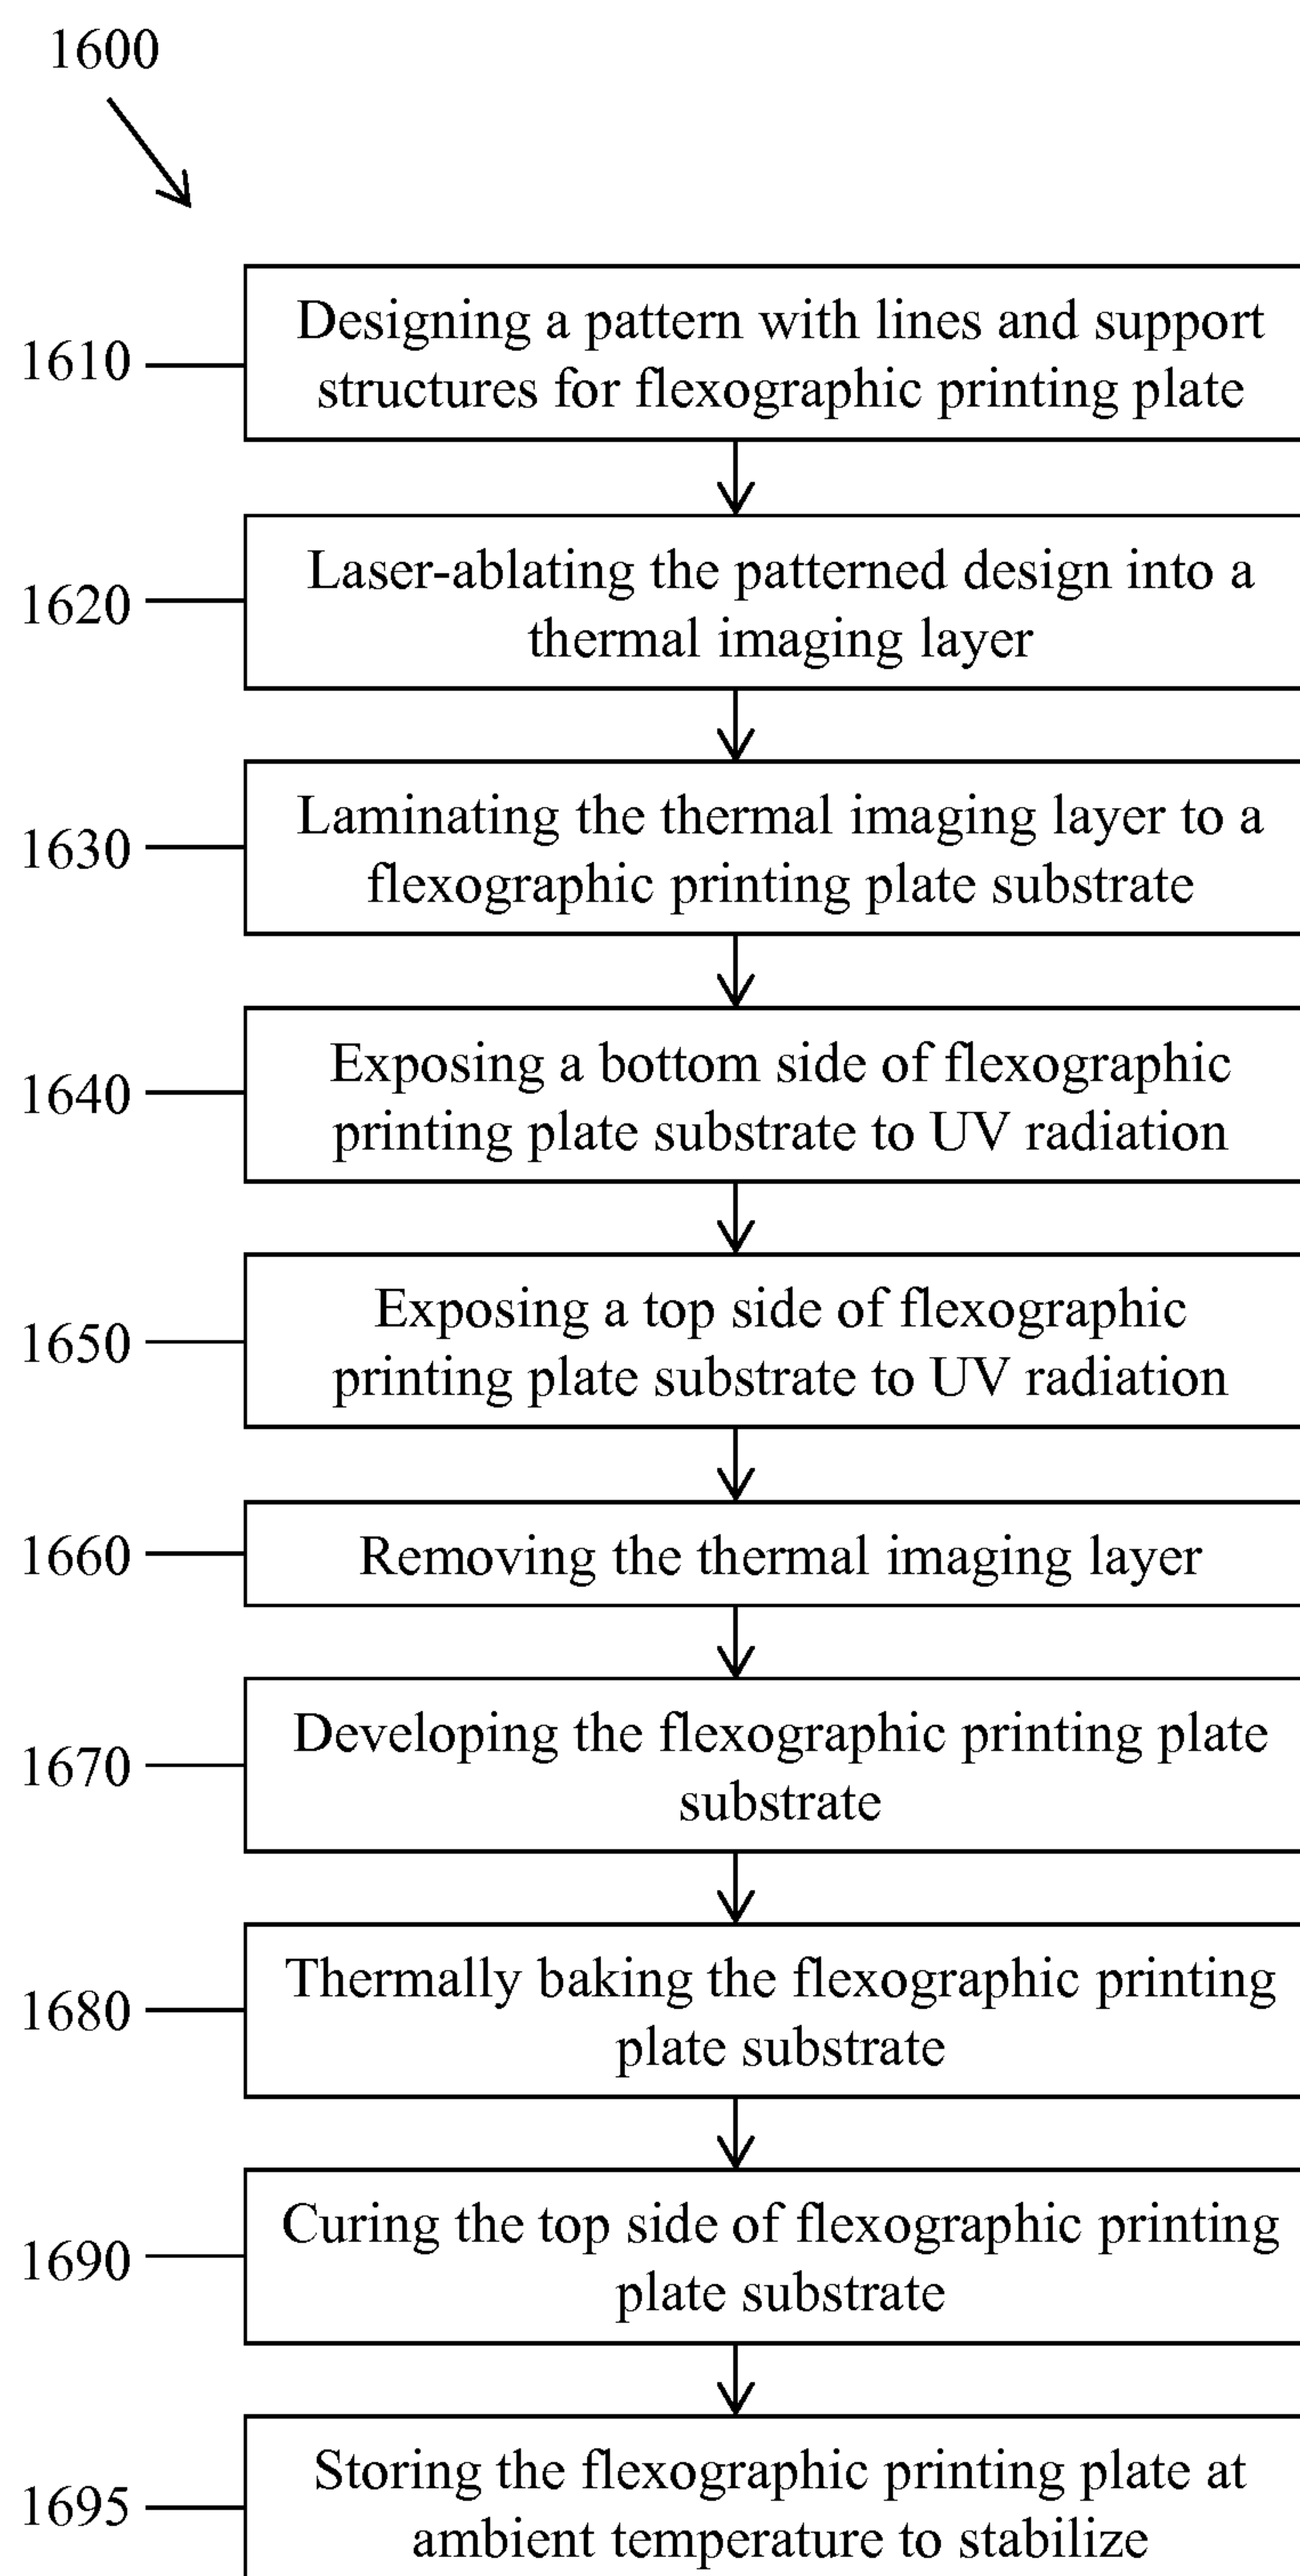 1600
1610
Designing a pattern with lines and support
structures for flexographic printing plate
1620
Laser-ablating the patterned design into a
thermal imaging layer
1630
Laminating the thermal imaging layer to a
flexographic printing plate substrate
1640
Exposing a bottom side of flexographic
printing plate substrate to UV radiation
1650
Exposing a top side of flexographic
printing plate substrate to UV radiation
1660
Removing the thermal imaging layer
1670
Developing the flexographic printing plate
substrate
1680
Thermally baking the flexographic printing
plate substrate
1690
Curing the top side of flexographic printing
plate substrate
1695
Storing the flexographic printing plate at
ambient temperature to stabilize